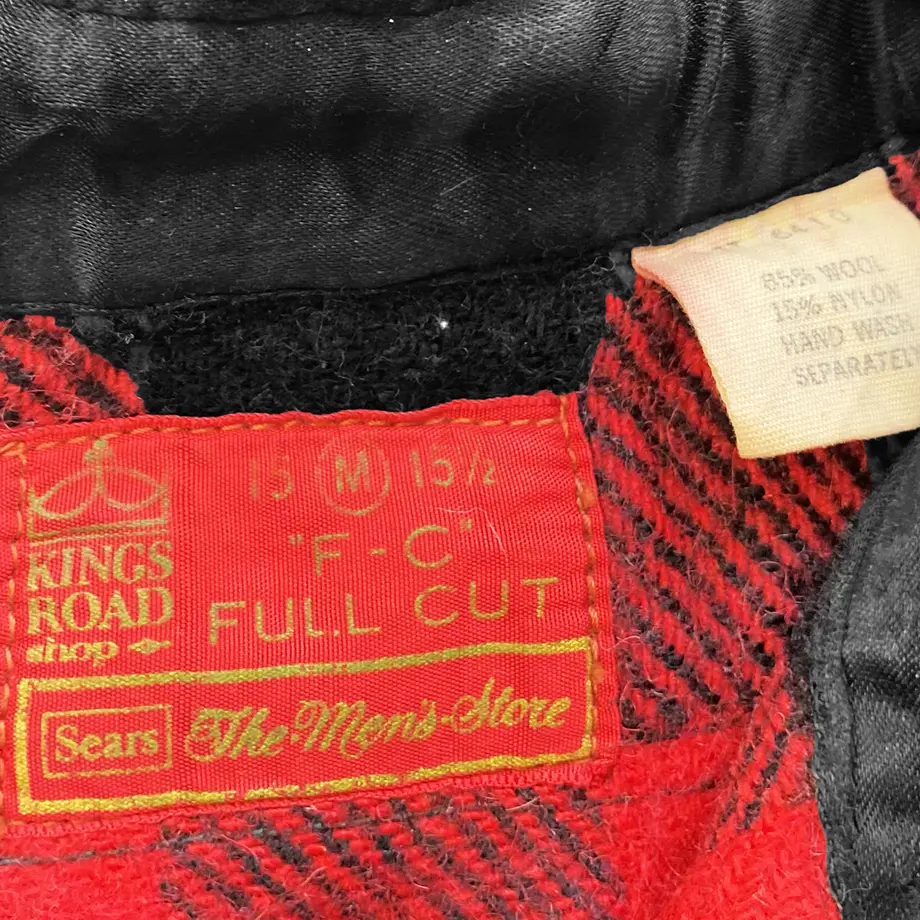 15 M 15½
"F-C"
FULL CUT
KINGS
ROAD
shop
Sears The Men's Store
85% WOOL
15% NYLON
HAND WASH
SEPARATELY